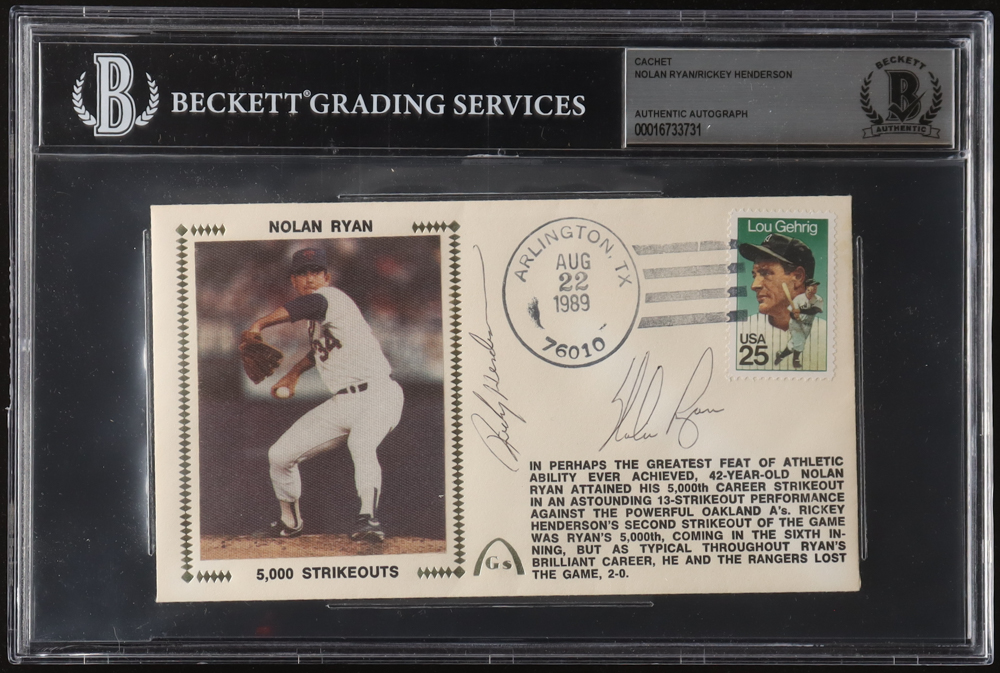 B
BECKETT® GRADING SERVICES
CACHET
NOLAN RYAN/RICKEY HENDERSON
AUTHENTIC AUTOGRAPH
00016733731
BECKETT
B
AUTHENTIC
NOLAN RYAN
34
5,000 STRIKEOUTS
Rickey Henderson
ARLINGTON, TX
AUG
22
1989
76010
Lou Gehrig
USA
25
Nolan Ryan
Gs
IN PERHAPS THE GREATEST FEAT OF ATHLETIC
ABILITY EVER ACHIEVED, 42-YEAR-OLD NOLAN
RYAN ATTAINED HIS 5,000th CAREER STRIKEOUT
IN AN ASTOUNDING 13-STRIKEOUT PERFORMANCE
AGAINST THE POWERFUL OAKLAND A's. RICKEY
HENDERSON'S SECOND STRIKEOUT OF THE GAME
WAS RYAN'S 5,000th, COMING IN THE SIXTH IN-
NING, BUT AS TYPICAL THROUGHOUT RYAN'S
BRILLIANT CAREER, HE AND THE RANGERS LOST
THE GAME, 2-0.